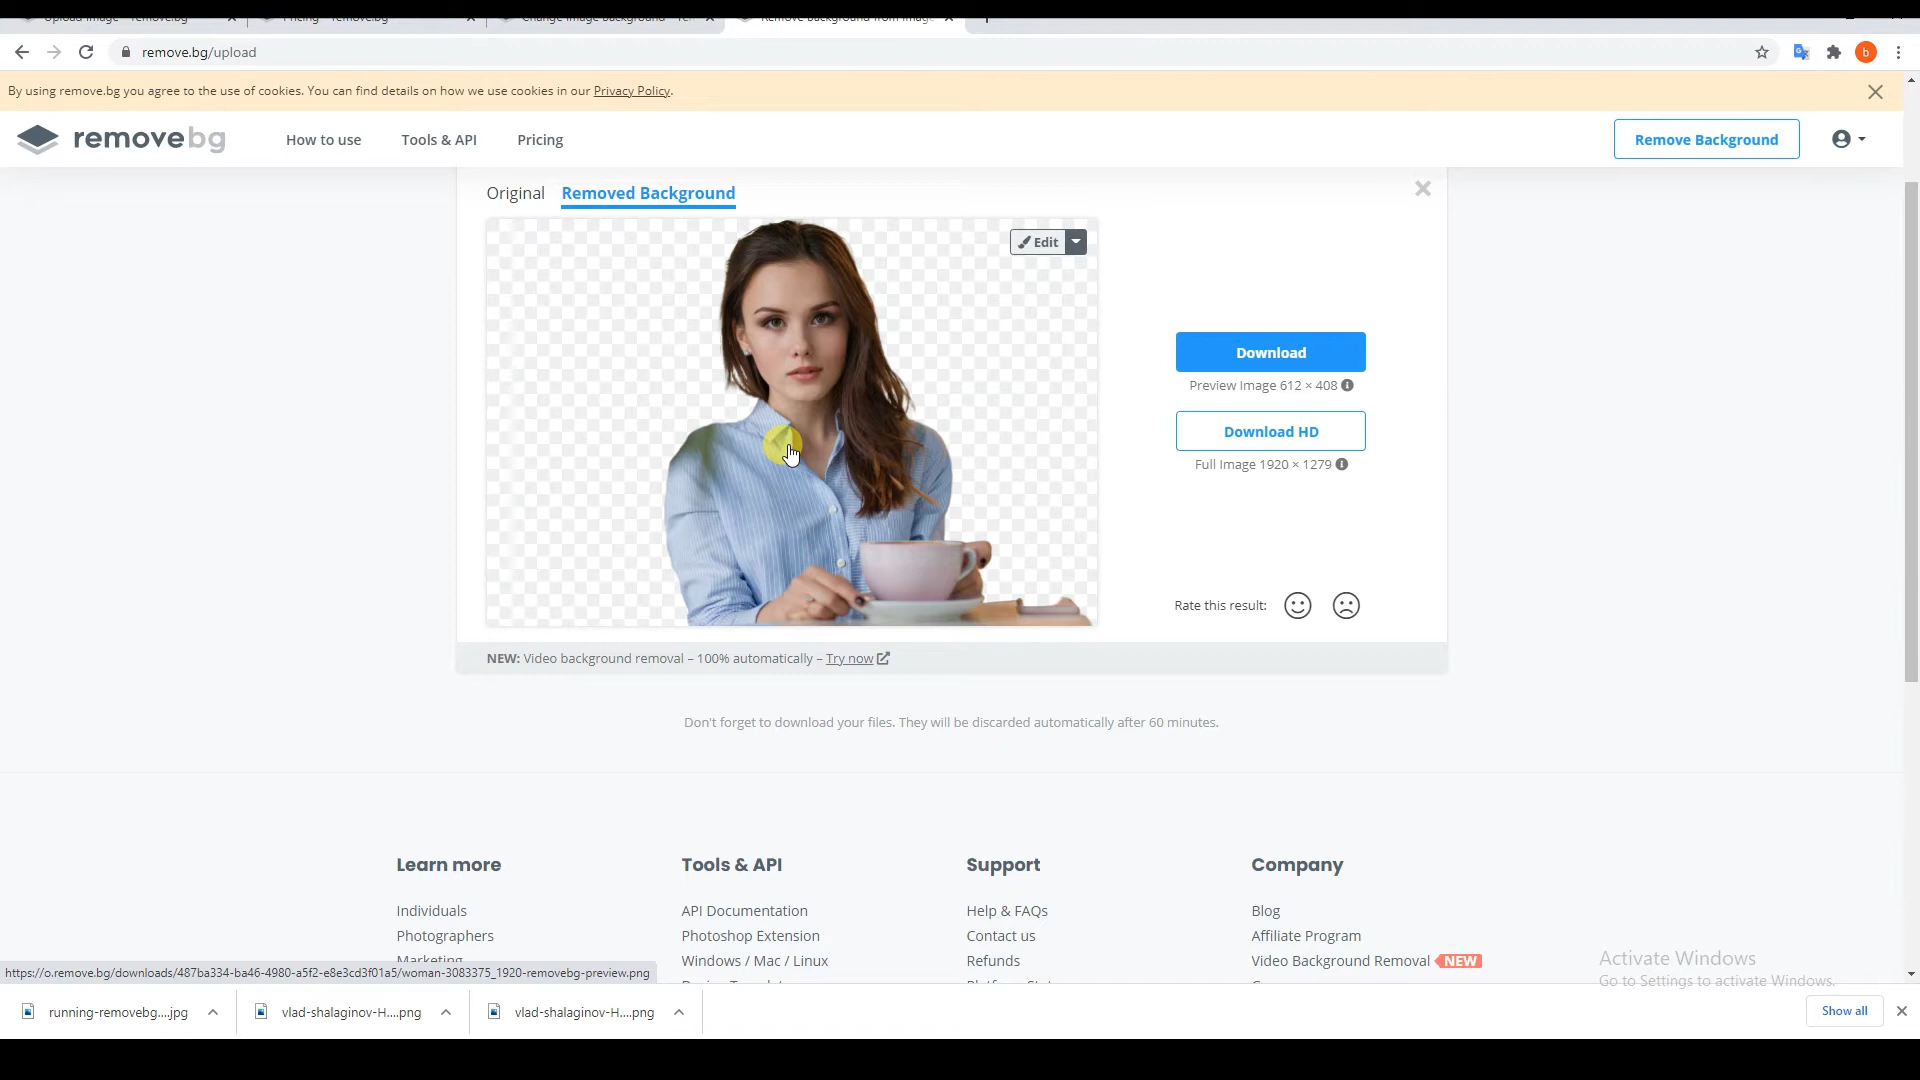 remove.bg/upload
b
By using remove.bg you agree to the use of cookies. You can find details on how we use cookies in our Privacy Policy.
removebg
How to use
Tools & API
Pricing
Remove Background
Original
Removed Background
Edit
Download
Preview Image 612 × 408
Download HD
Full Image 1920 × 1279
Rate this result:
NEW: Video background removal – 100% automatically – Try now
Don't forget to download your files. They will be discarded automatically after 60 minutes.
Learn more
Tools & API
Support
Company
Individuals
API Documentation
Help & FAQs
Blog
Photographers
Photoshop Extension
Contact us
Affiliate Program
Marketing
Windows / Mac / Linux
Refunds
Video Background Removal NEW
Activate Windows
Go to Settings to activate Windows.
https://o.remove.bg/downloads/487ba334-ba46-4980-a5f2-e8e3cd3f01a5/woman-3083375_1920-removebg-preview.png
running-removebg....jpg
vlad-shalaginov-H....png
vlad-shalaginov-H....png
Show all